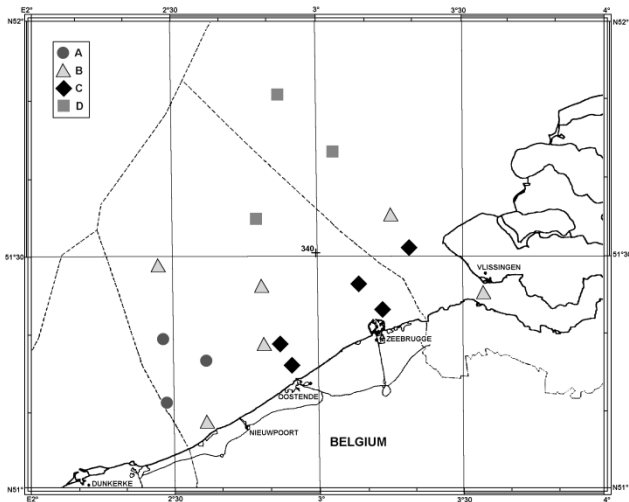 E2° 2°30 3° 3°30 4°
N52° N52°
A
B
C
D
340
51°30 51°30
VLISSINGEN
ZEEBRUGGE
OOSTENDE
NIEUWPOORT
BELGIUM
DUNKERKE
N51° N51°
2° 2°30 3° 3°30 4°